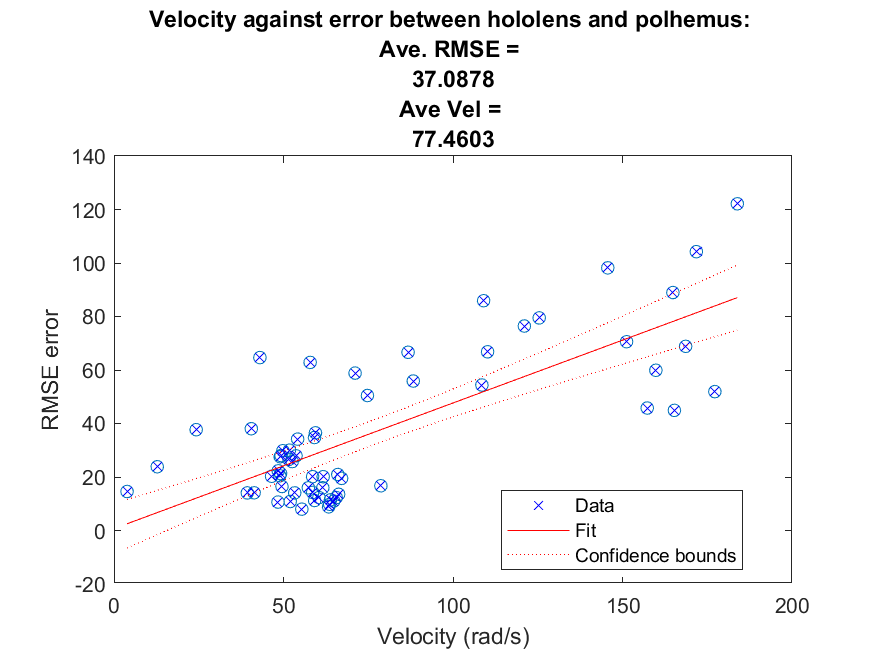 Velocity against error between hololens and polhemus:
Ave. RMSE =
37.0878
Ave Vel =
77.4603
140
120
100
80
60
40
20
0
-20
RMSE error
Data
Fit
Confidence bounds
0 50 100 150 200
Velocity (rad/s)